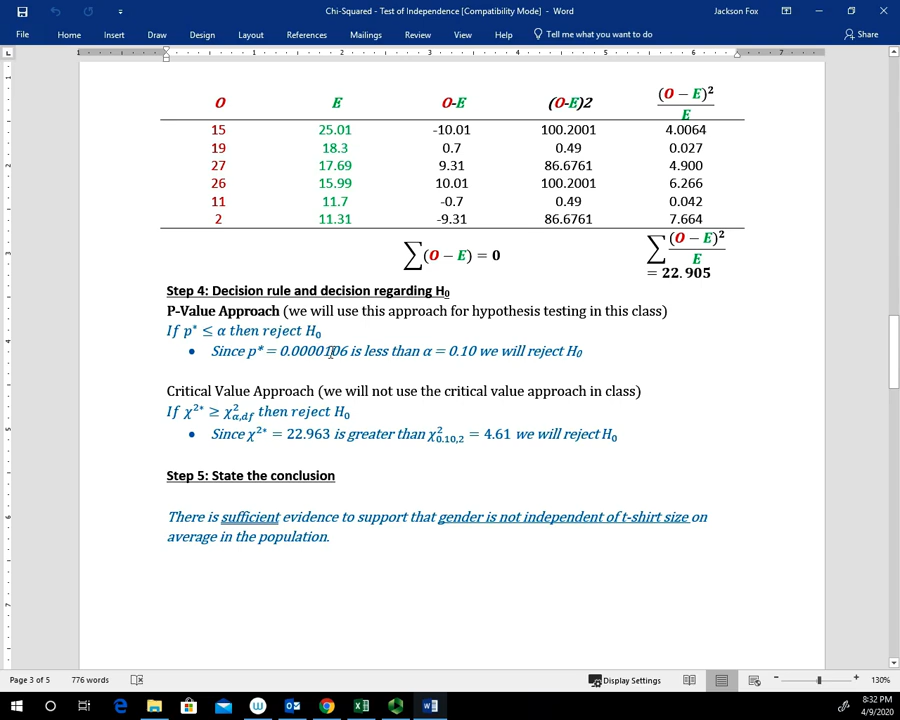 Chi-Squared - Test of Independence [Compatibility Mode] - Word
Jackson Fox
File Home Insert Draw Design Layout References Mailings Review View Help Tell me what you want to do Share
1 1 2 3 4 5 6 7
O E O-E (O-E)2 (O − E)² / E
15 25.01 -10.01 100.2001 4.0064
19 18.3 0.7 0.49 0.027
27 17.69 9.31 86.6761 4.900
26 15.99 10.01 100.2001 6.266
11 11.7 -0.7 0.49 0.042
2 11.31 -9.31 86.6761 7.664
∑(O − E) = 0 ∑ (O − E)² / E
= 22.905
Step 4: Decision rule and decision regarding H₀
P-Value Approach (we will use this approach for hypothesis testing in this class)
If p* ≤ α then reject H₀
• Since p* = 0.0000106 is less than α = 0.10 we will reject H₀
Critical Value Approach (we will not use the critical value approach in class)
If χ²* ≥ χ²α,df then reject H₀
• Since χ²* = 22.963 is greater than χ²0.10,2 = 4.61 we will reject H₀
Step 5: State the conclusion
There is sufficient evidence to support that gender is not independent of t-shirt size on
average in the population.
Page 3 of 5 776 words Display Settings 130%
8:32 PM
4/9/2020